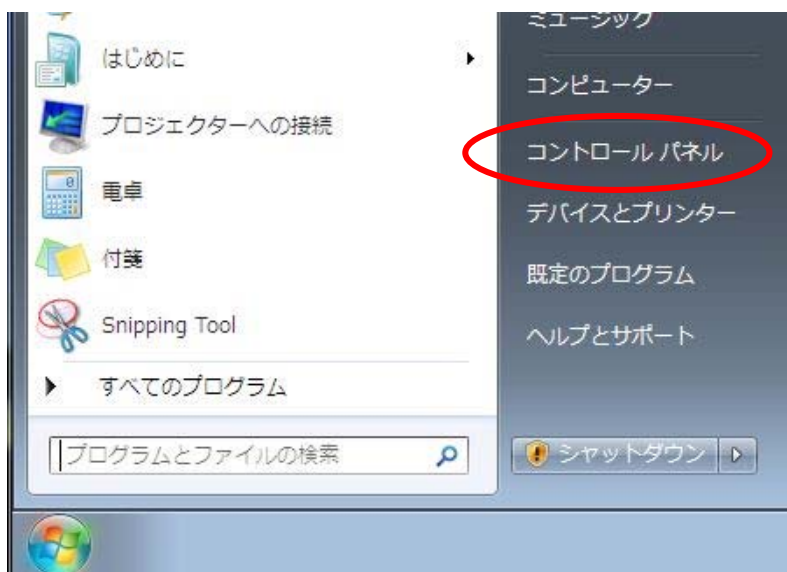 はじめに
プロジェクターへの接続
電卓
付箋
Snipping Tool
すべてのプログラム
プログラムとファイルの検索
ミュージック
コンピューター
コントロール パネル
デバイスとプリンター
既定のプログラム
ヘルプとサポート
シャットダウン